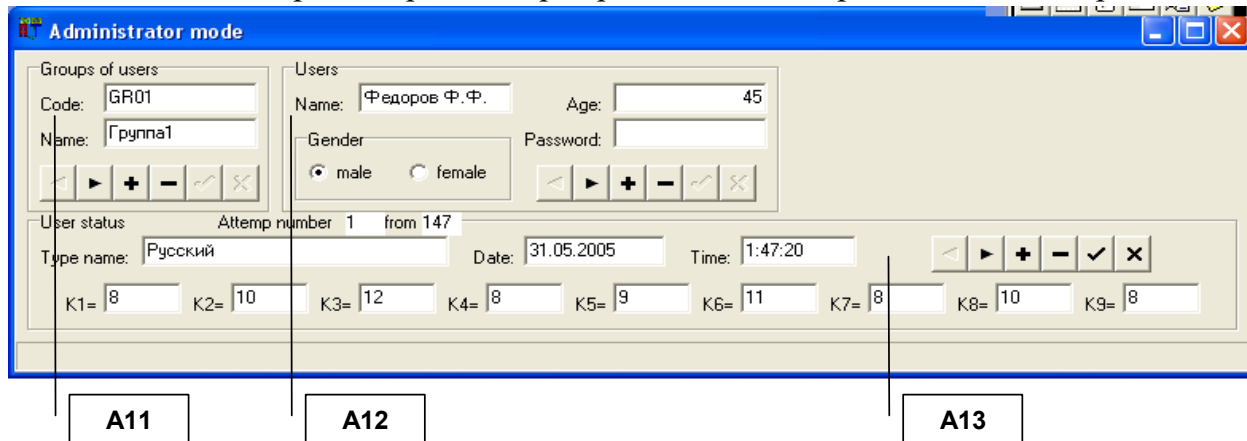 Administrator mode
Groups of users
Users
Code: GR01
Name: Федоров Ф.Ф.
Age: 45
Name: Группа1
Gender
Password:
male
female
User status
Attemp number 1 from 147
Type name: Русский
Date: 31.05.2005
Time: 1:47:20
K1= 8 K2= 10 K3= 12 K4= 8 K5= 9 K6= 11 K7= 8 K8= 10 K9= 8
A11
A12
A13